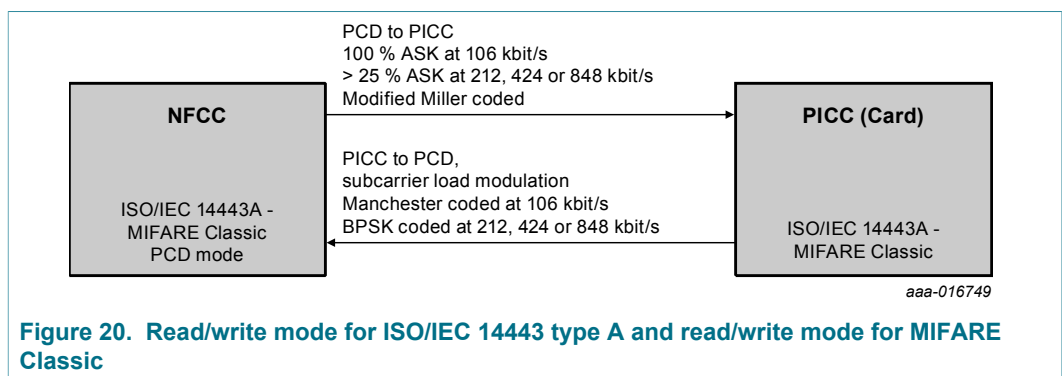 PCD to PICC
100 % ASK at 106 kbit/s
> 25 % ASK at 212, 424 or 848 kbit/s
Modified Miller coded
NFCC
PICC (Card)
PICC to PCD,
subcarrier load modulation
Manchester coded at 106 kbit/s
BPSK coded at 212, 424 or 848 kbit/s
ISO/IEC 14443A -
MIFARE Classic
PCD mode
ISO/IEC 14443A -
MIFARE Classic
aaa-016749
Figure 20. Read/write mode for ISO/IEC 14443 type A and read/write mode for MIFARE
Classic